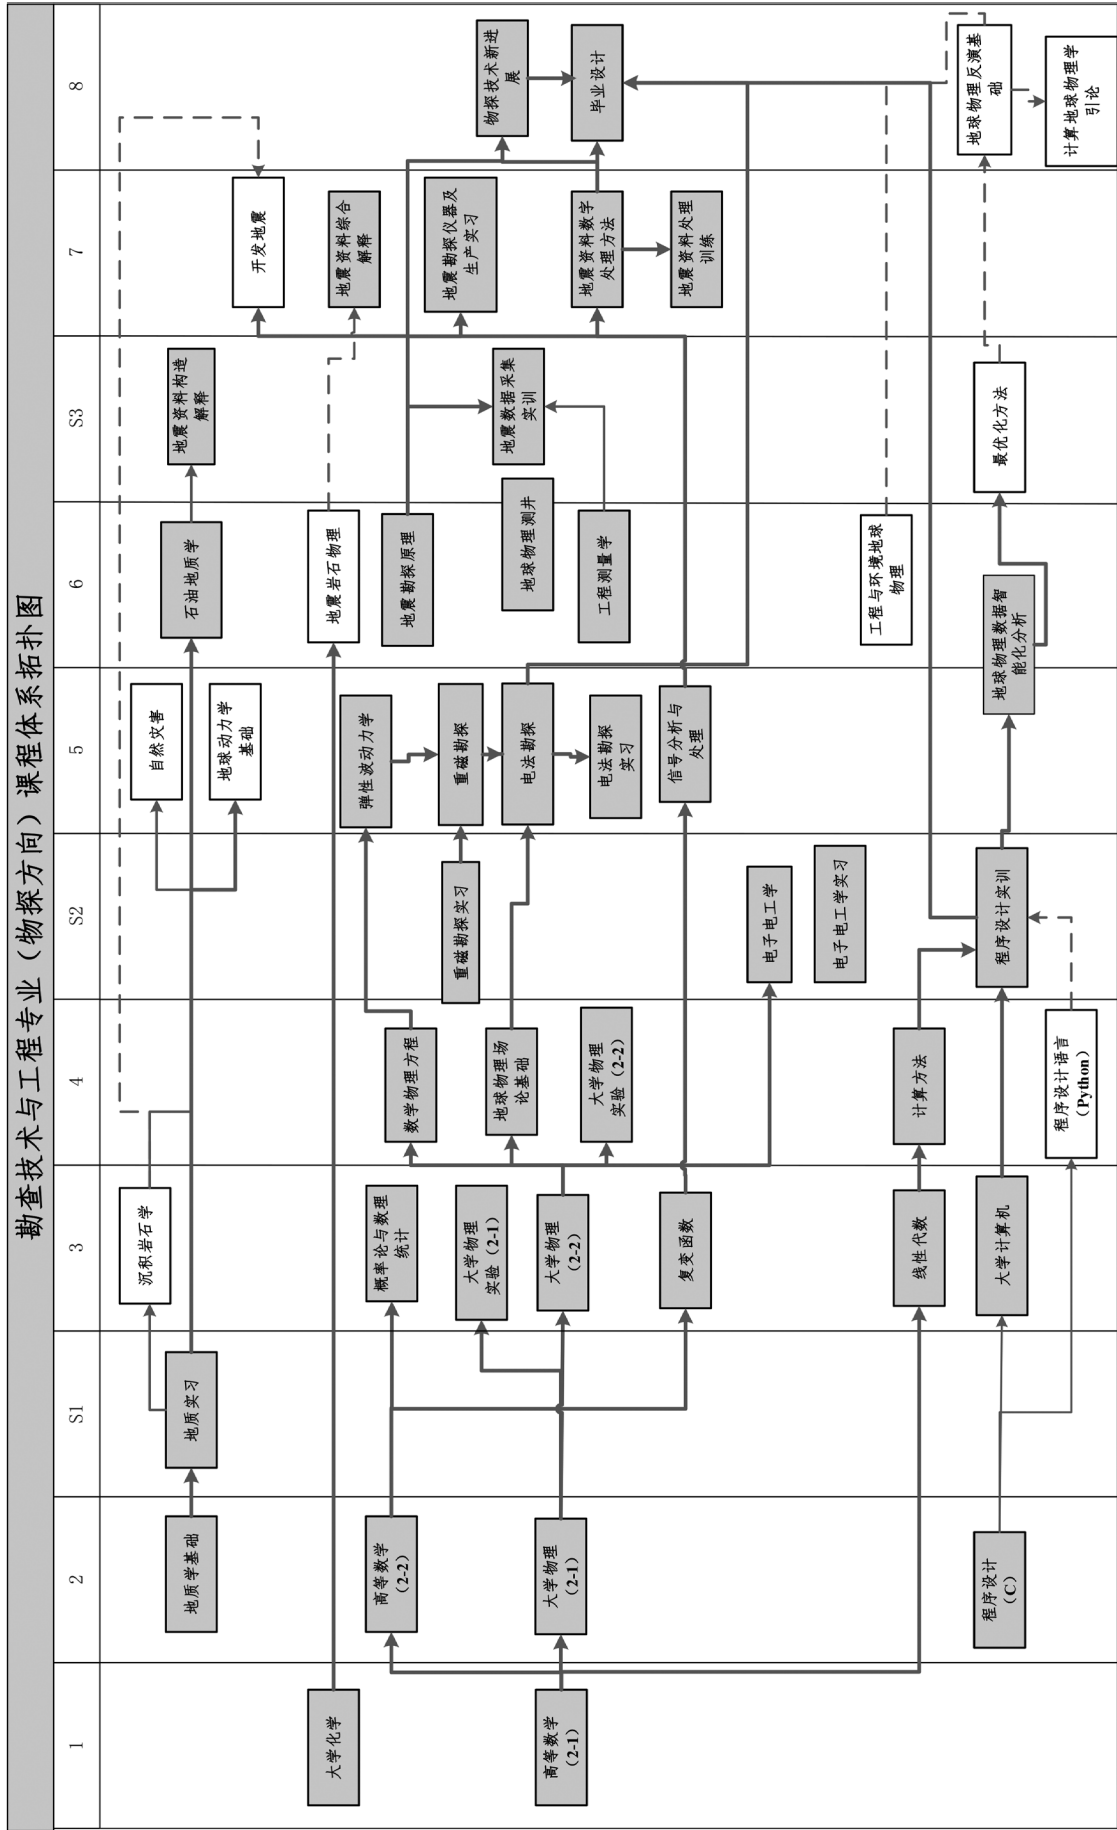 勘查技术与工程专业（物探方向）课程体系拓扑图
1
2
S1
3
4
S2
5
6
S3
7
8
大学化学
高等数学
（2-1）
地质学基础
高等数学
（2-2）
大学物理
（2-1）
程序设计
（C）
地质实习
沉积岩石学
概率论与数理
统计
大学物理
实验（2-1）
大学物理
（2-2）
复变函数
线性代数
大学计算机
数学物理方程
地球物理场
论基础
大学物理
实验（2-2）
计算方法
程序设计语言
（Python）
重磁勘探实习
电子电工学
电子电工学实习
程序设计实训
自然灾害
地球动力学
基础
弹性波动力学
重磁勘探
电法勘探
电法勘探
实习
信号分析与
处理
石油地质学
地震岩石物理
地震勘探原理
地球物理测井
工程测量学
工程与环境地球
物理
地球物理数据智
能化分析
地震资料构造
解释
地震数据采集
实训
最优化方法
开发地震
地震资料综合
解释
地震勘探仪器及
生产实习
地震资料数字
处理方法
地震资料处理
训练
物探技术新进
展
毕业设计
地球物理反演基
础
计算地球物理学
引论